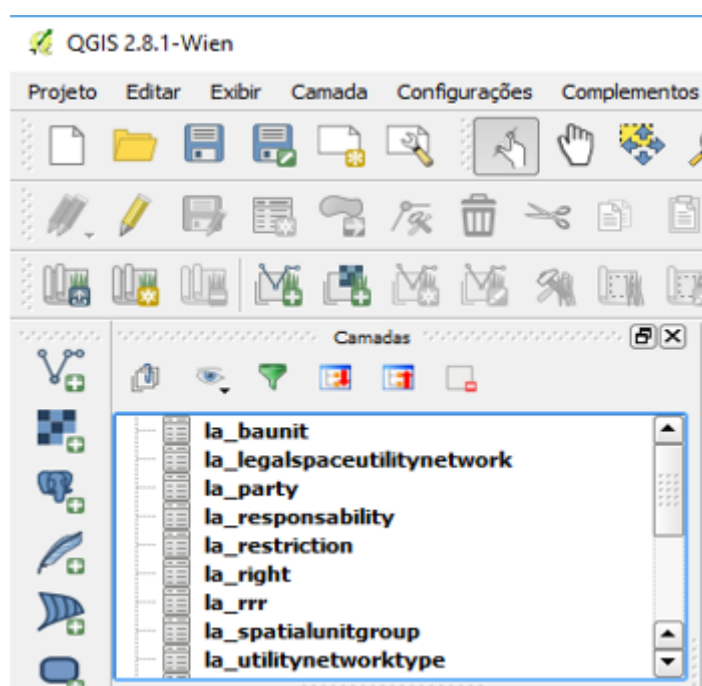 QGIS 2.8.1-Wien
Projeto Editar Exibir Camada Configurações Complementos
Camadas
la_baunit
la_legalspaceutilitynetwork
la_party
la_responsability
la_restriction
la_right
la_rrr
la_spatialunitgroup
la_utilitynetworktype